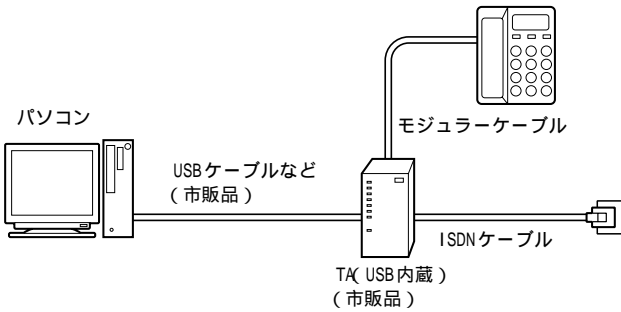 パソコン
モジュラーケーブル
USBケーブルなど
(市販品)
ISDNケーブル
TA(USB内蔵)
(市販品)